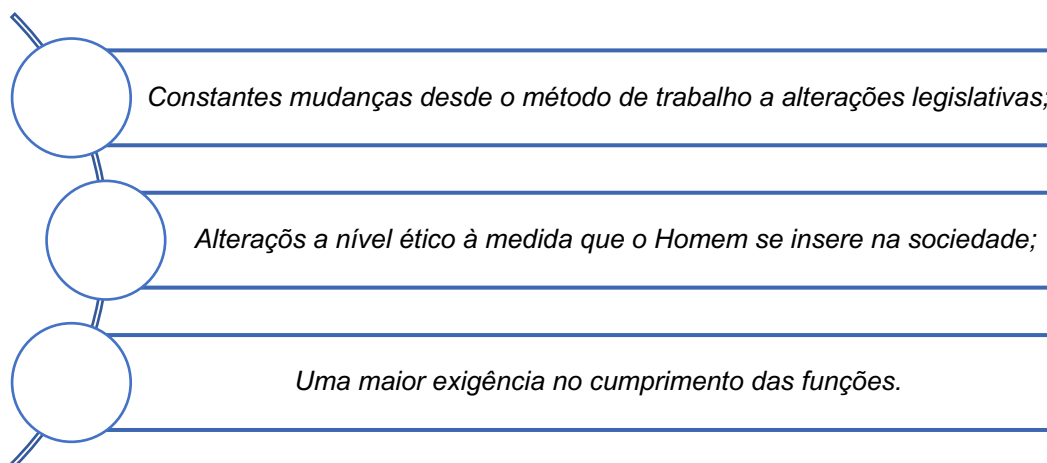 Constantes mudanças desde o método de trabalho a alterações legislativas;
Alteraçõs a nível ético à medida que o Homem se insere na sociedade;
Uma maior exigência no cumprimento das funções.